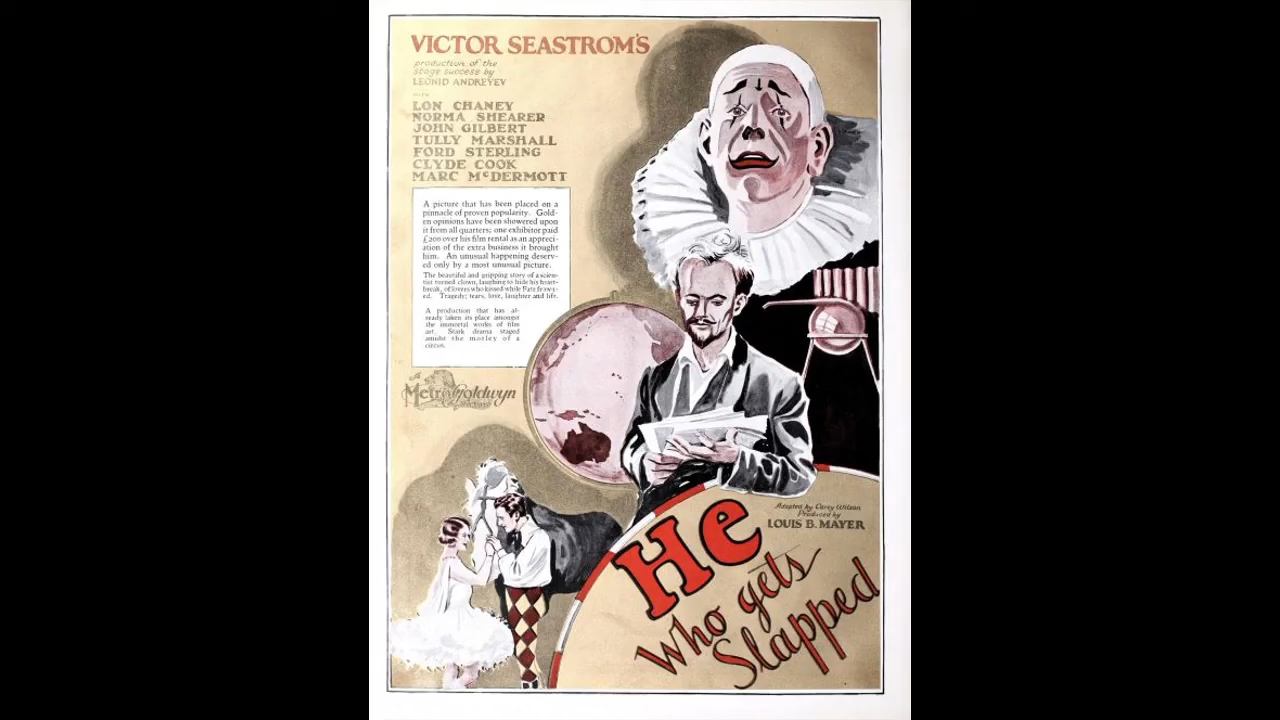 VICTOR SEASTROM'S
production of the
stage success by
LEONID ANDREYEV
WITH
LON CHANEY
NORMA SHEARER
JOHN GILBERT
TULLY MARSHALL
FORD STERLING
CLYDE COOK
MARC McDERMOTT
A picture that has been placed on a
pinnacle of proven popularity. Gold-
en opinions have been showered upon
it from all quarters; one exhibitor paid
£200 over his film rental as an appreci-
ation of the extra business it brought
him. An unusual happening deserv-
ed only by a most unusual picture.
The beautiful and gripping story of a scien-
tist turned clown, laughing to hide his heart-
break, of lovers who kissed while Fate frown-
ed. Tragedy; tears, love, laughter and life.
A production that has al-
ready taken its place amongst
the immortal works of film
art. Stark drama staged
amidst the motley of a
circus.
Metro Goldwyn
Adapted by Carey Wilson
Produced by
LOUIS B. MAYER
He
Who gets
Slapped